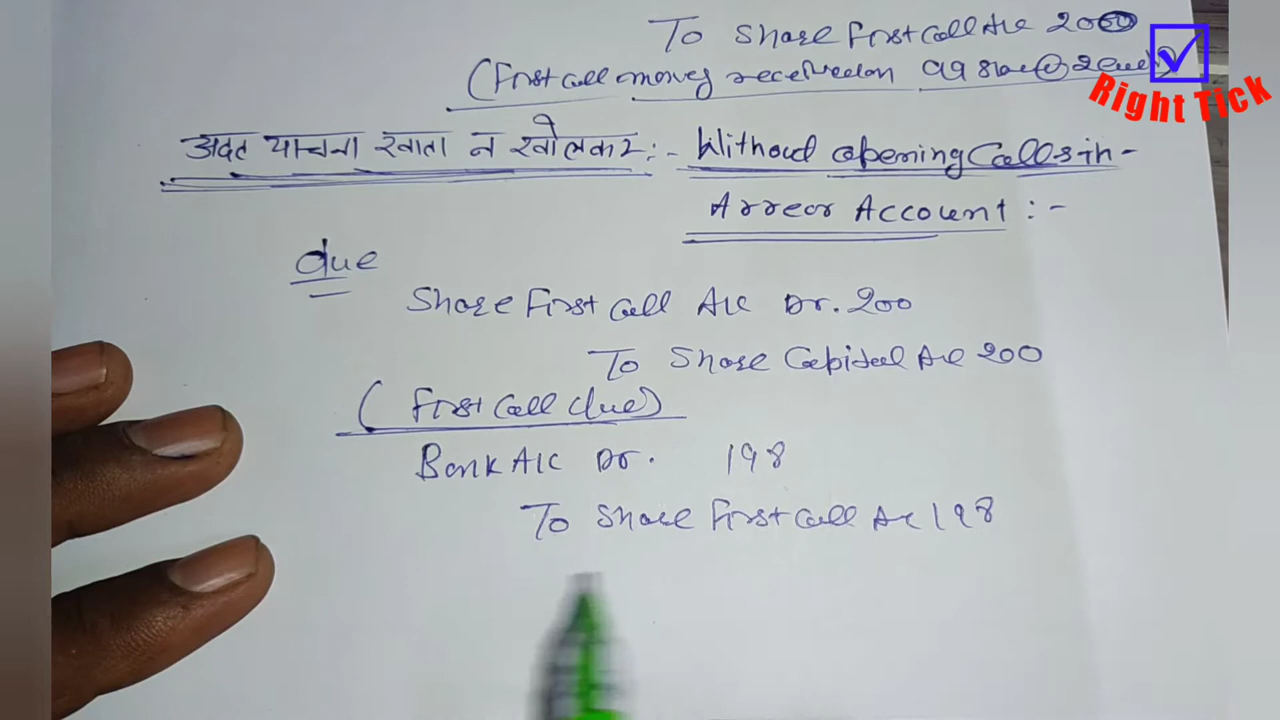 To Share First Call A/c 200
(First call money received on 99 share @ 2 each)
Right Tick
अदत्त याचना खाता न खोलकर :- Without opening Calls in -
Arrear Account :-
due
Share First Call A/c Dr. 200
To Share Capital A/c 200
(First Call due)
Bank A/c Dr. 198
To Share First Call A/c 198